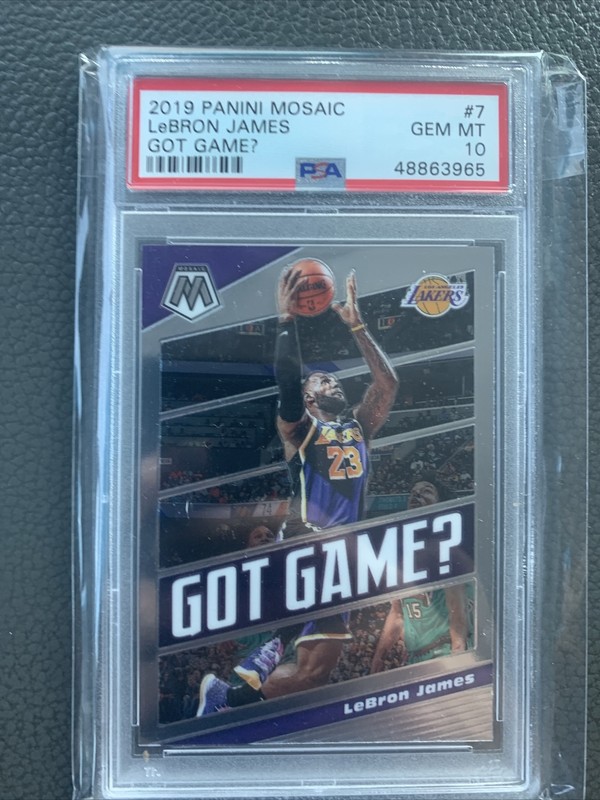 2019 PANINI MOSAIC #7
LeBRON JAMES GEM MT
GOT GAME? 10
PSA 48863965
MOSAIC
M
LOS ANGELES
LAKERS
23
GOT GAME?
15
LeBron James